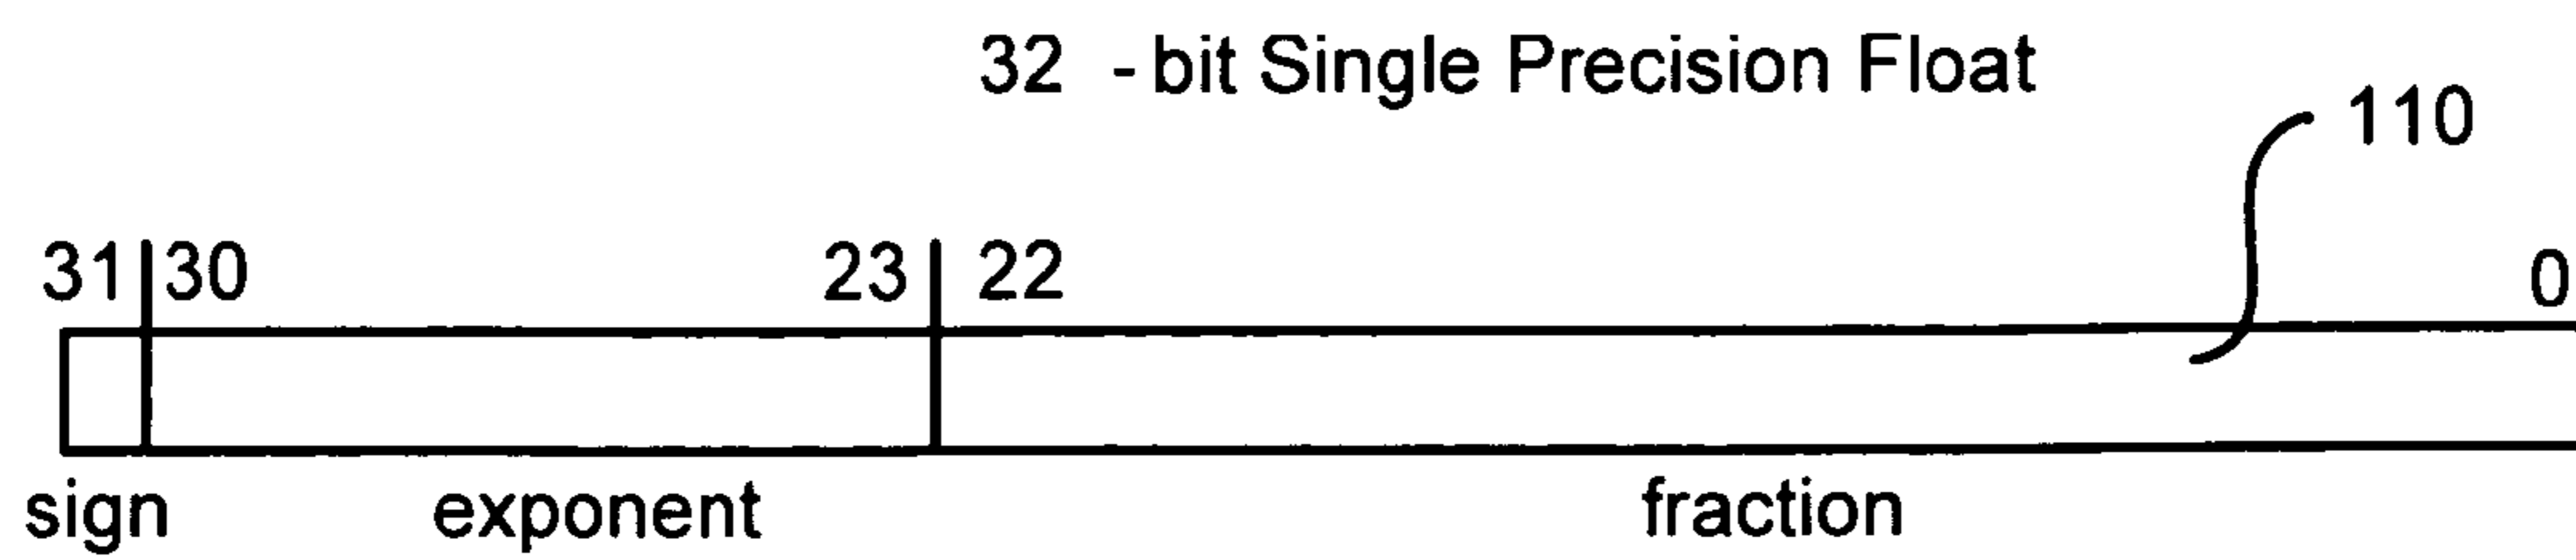 32 -bit Single Precision Float
110
31 30 23 22 0
sign exponent fraction